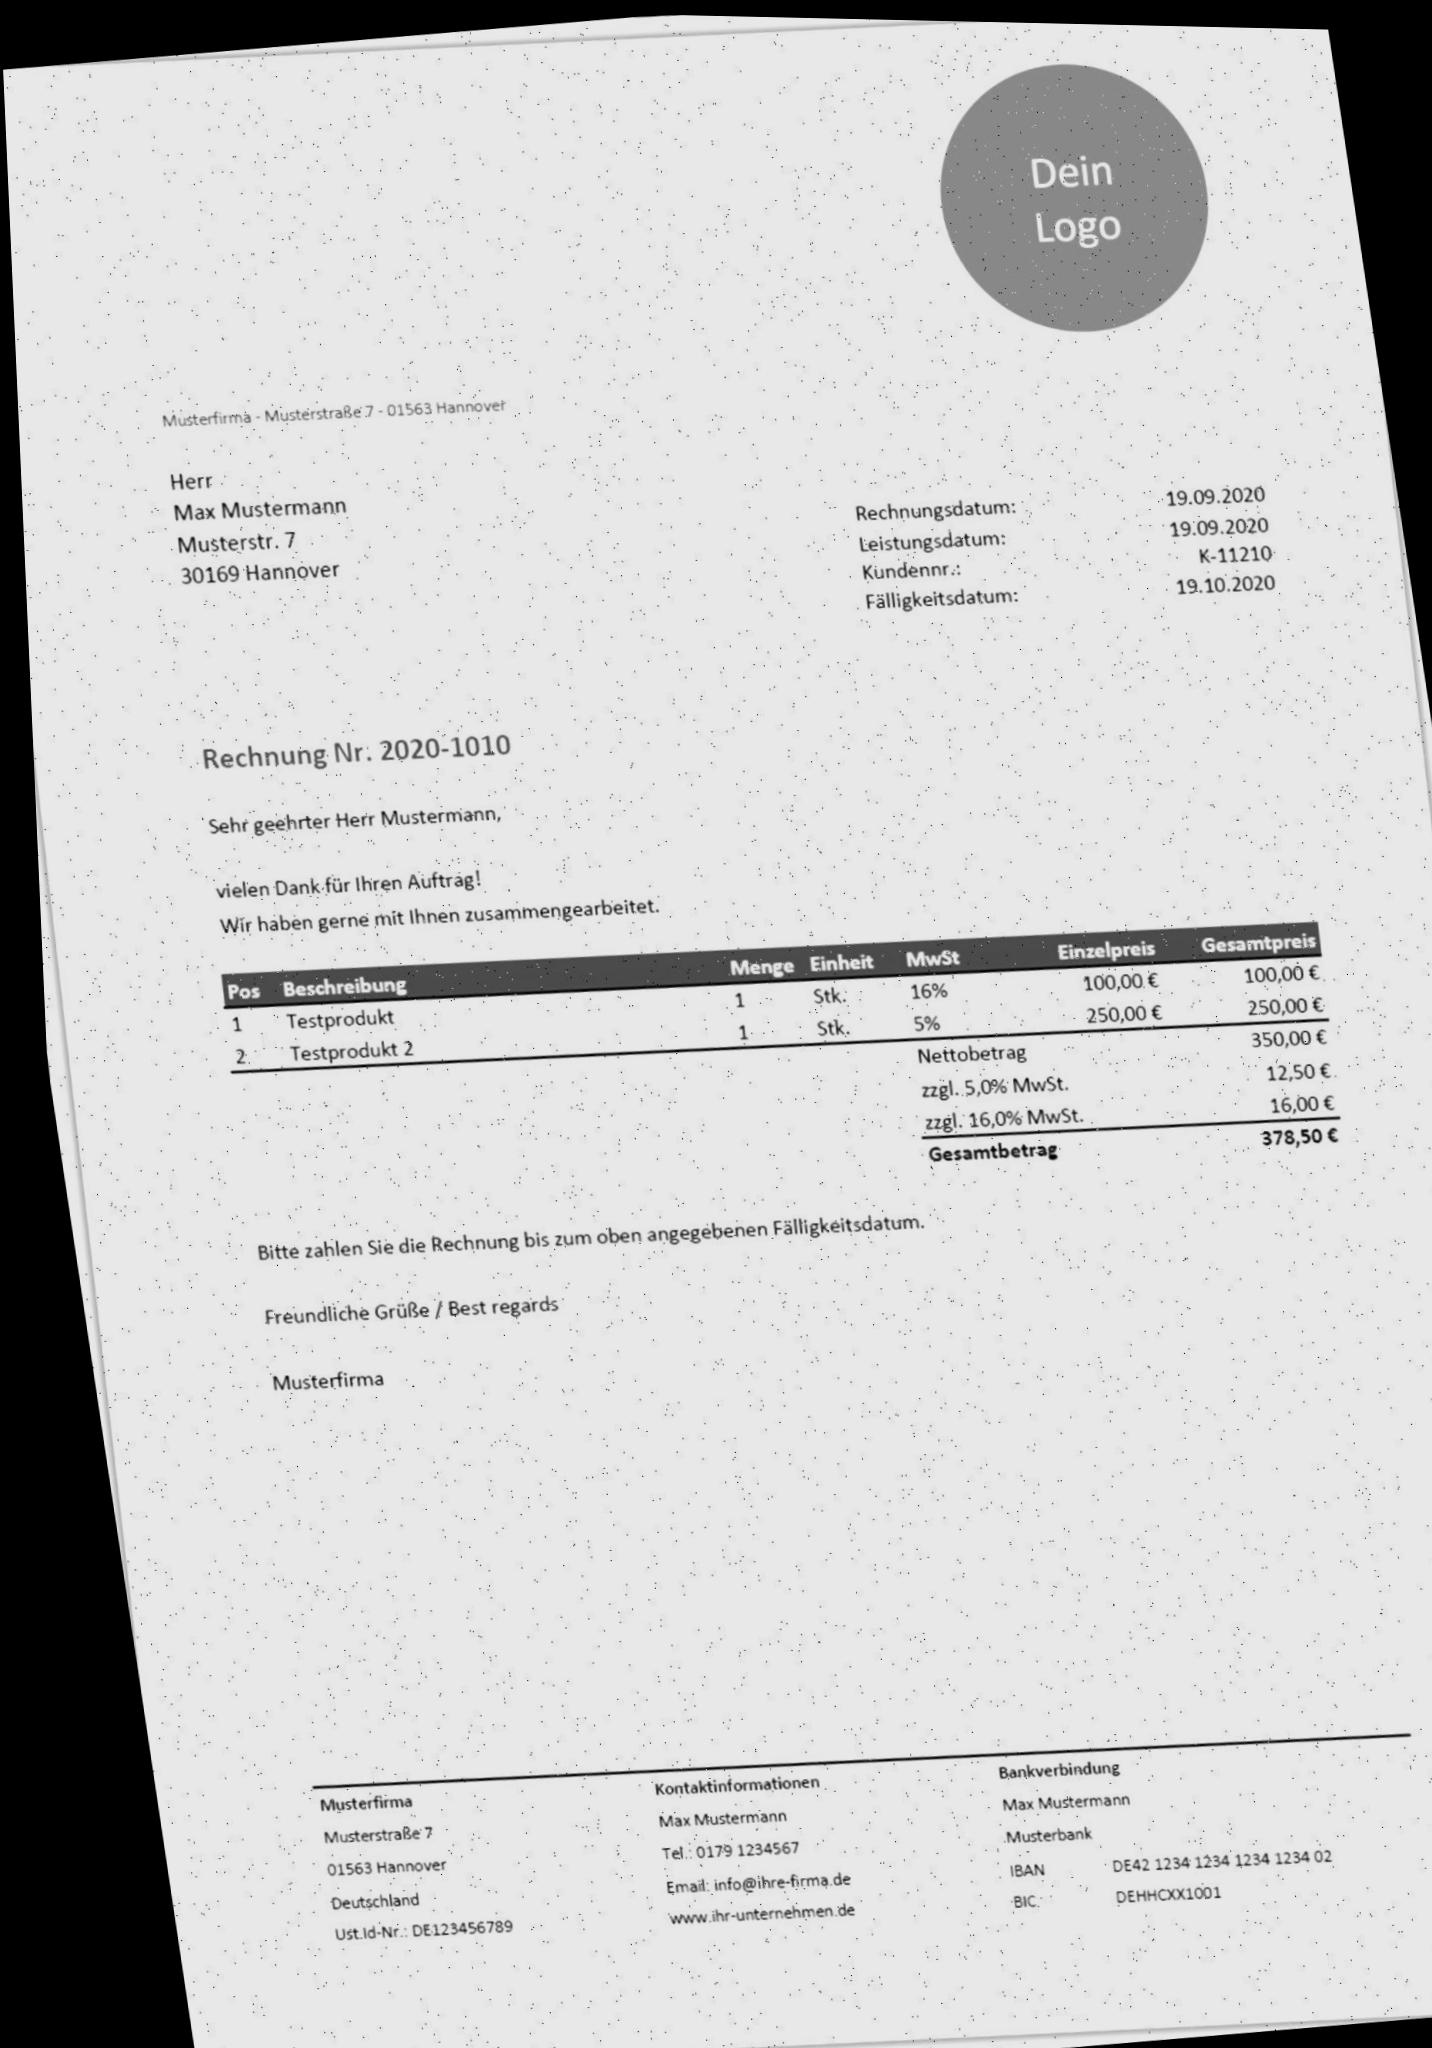 Dein
Logo
Musterfirma - Musterstraße 7 - 01563 Hannover
Herr
Max Mustermann
Musterstr. 7
30169 Hannover
Rechnungsdatum: 19.09.2020
Leistungsdatum: 19.09.2020
Kundennr.: K-11210
Fälligkeitsdatum: 19.10.2020
Rechnung Nr. 2020-1010
Sehr geehrter Herr Mustermann,
vielen Dank für Ihren Auftrag!
Wir haben gerne mit Ihnen zusammengearbeitet.
Pos Beschreibung Menge Einheit MwSt Einzelpreis Gesamtpreis
1 Testprodukt 1 Stk. 16% 100,00 € 100,00 €
2 Testprodukt 2 1 Stk. 5% 250,00 € 250,00 €
Nettobetrag 350,00 €
zzgl. 5,0% MwSt. 12,50 €
zzgl. 16,0% MwSt. 16,00 €
Gesamtbetrag 378,50 €
Bitte zahlen Sie die Rechnung bis zum oben angegebenen Fälligkeitsdatum.
Freundliche Grüße / Best regards
Musterfirma
Musterfirma
Musterstraße 7
01563 Hannover
Deutschland
Ust.Id-Nr.: DE123456789
Kontaktinformationen
Max Mustermann
Tel.: 0179 1234567
Email: info@ihre-firma.de
www.ihr-unternehmen.de
Bankverbindung
Max Mustermann
Musterbank
IBAN DE42 1234 1234 1234 1234 02
BIC DEHHCXX1001